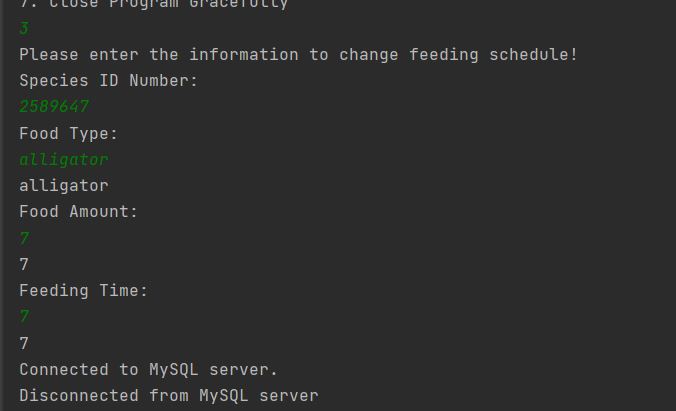 7. Close Program Gracefully
3
Please enter the information to change feeding schedule!
Species ID Number:
2589647
Food Type:
alligator
alligator
Food Amount:
7
7
Feeding Time:
7
7
Connected to MySQL server.
Disconnected from MySQL server